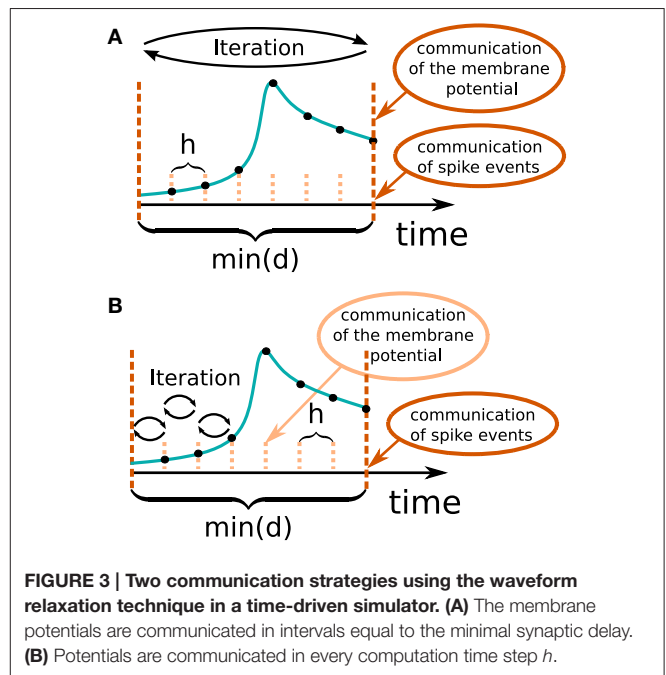 A
Iteration
communication
of the membrane
potential
h
communication
of spike events
time
min(d)
B
communication
of the membrane
potential
Iteration
h
communication
of spike events
time
min(d)
FIGURE 3 | Two communication strategies using the waveform
relaxation technique in a time-driven simulator. (A) The membrane
potentials are communicated in intervals equal to the minimal synaptic delay.
(B) Potentials are communicated in every computation time step h.